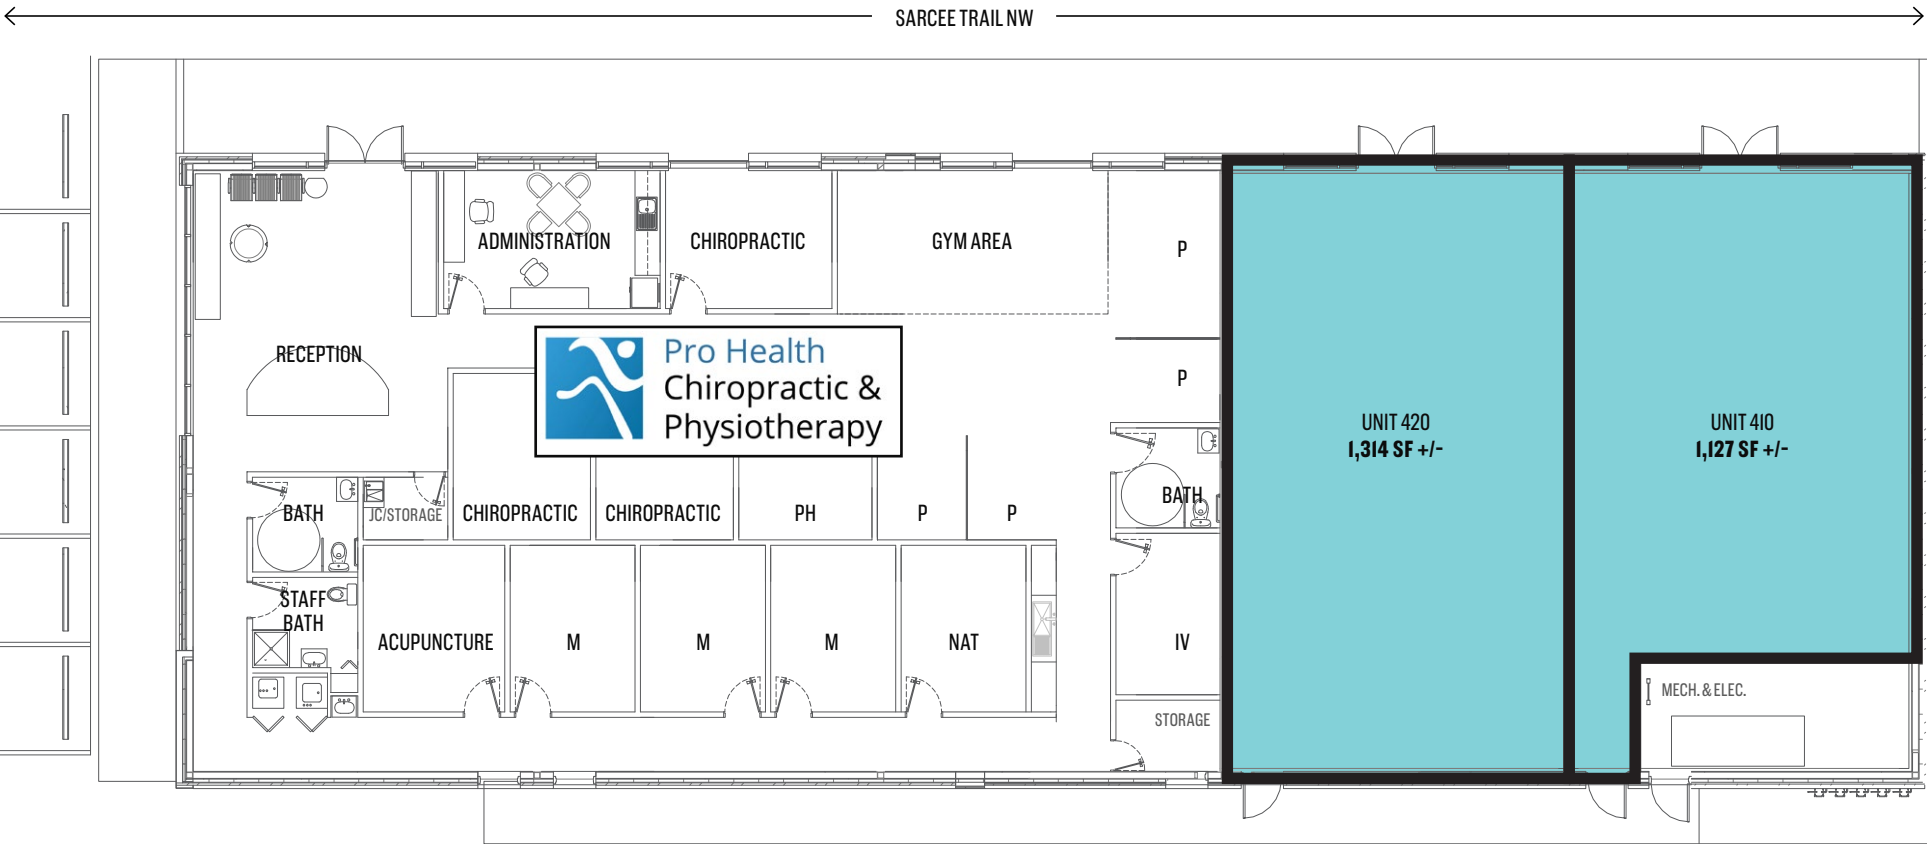 SARCEE TRAIL NW
ADMINISTRATION
CHIROPRACTIC
GYM AREA
P
RECEPTION
Pro Health
Chiropractic &
Physiotherapy
P
UNIT 420
1,314 SF +/-
UNIT 410
1,127 SF +/-
BATH
JC/STORAGE
CHIROPRACTIC
CHIROPRACTIC
PH
P
P
BATH
STAFF
BATH
ACUPUNCTURE
M
M
M
NAT
IV
MECH. & ELEC.
STORAGE